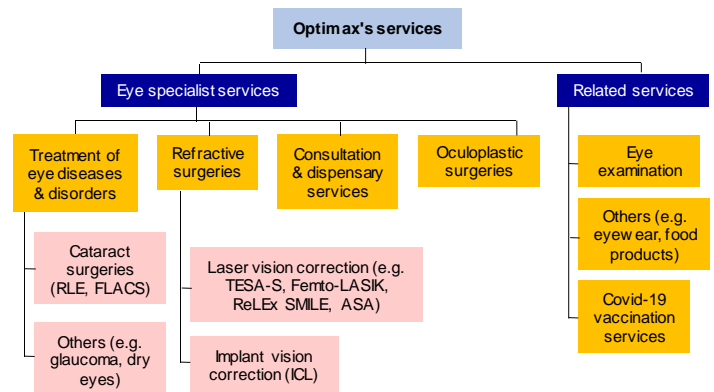 Optimax's services
Eye specialist services
Related services
Treatment of
eye diseases
& disorders
Refractive
surgeries
Consultation
& dispensary
services
Oculoplastic
surgeries
Eye
examination
Cataract
surgeries
(RLE, FLACS)
Laser vision correction (e.g.
TESA-S, Femto-LASIK,
ReLEx SMILE, ASA)
Others (e.g.
eyewear, food
products)
Others (e.g.
glaucoma, dry
eyes)
Implant vision
correction (ICL)
Covid-19
vaccination
services